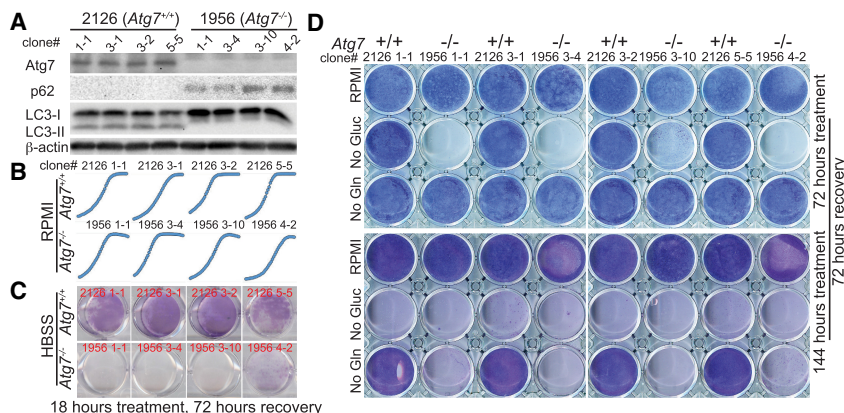 A
2126 (Atg7+/+) 1956 (Atg7-/-)
clone# 1-1 3-1 3-2 5-5 1-1 3-4 3-10 4-2
Atg7
p62
LC3-I
LC3-II
β-actin
B
clone# 2126 1-1 2126 3-1 2126 3-2 2126 5-5
RPMI
Atg7+/+
1956 1-1 1956 3-4 1956 3-10 1956 4-2
Atg7-/-
C
HBSS
Atg7+/+
2126 1-1 2126 3-1 2126 3-2 2126 5-5
Atg7-/-
1956 1-1 1956 3-4 1956 3-10 1956 4-2
18 hours treatment, 72 hours recovery
D
Atg7 +/+ -/- +/+ -/- +/+ -/- +/+ -/-
clone# 2126 1-1 1956 1-1 2126 3-1 1956 3-4 2126 3-2 1956 3-10 2126 5-5 1956 4-2
RPMI
No Gluc
No Gln
72 hours treatment
RPMI
No Gluc
No Gln
144 hours treatment
72 hours recovery